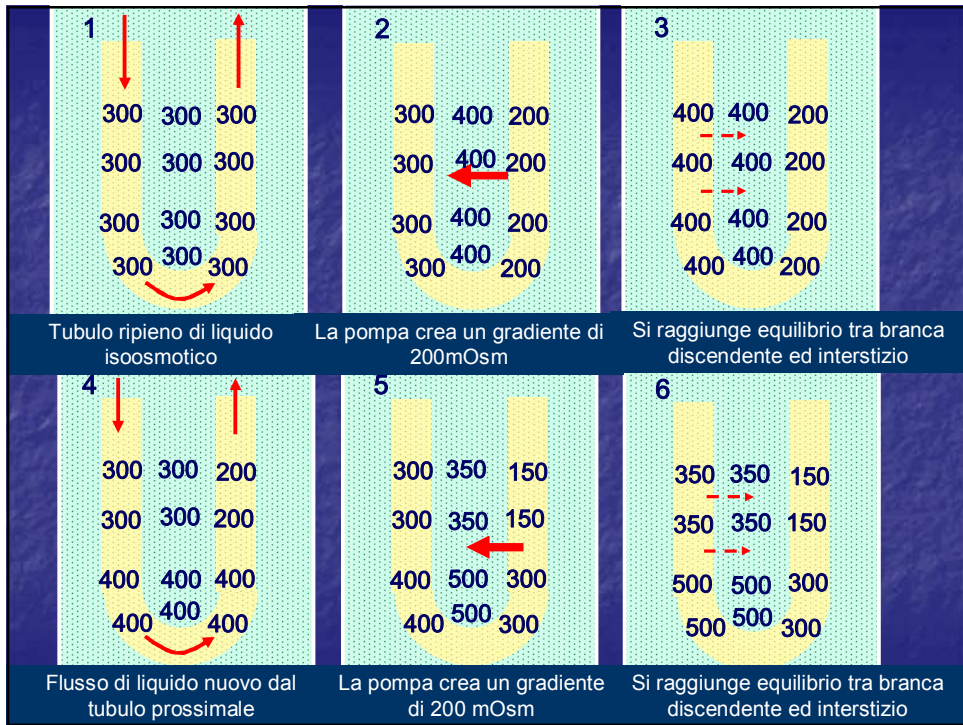 1
300 300 300
300 300 300
300 300 300
300
300 300
Tubulo ripieno di liquido
isoosmotico
2
300 400 200
300 400 200
300 400 200
400
300 200
La pompa crea un gradiente di
200mOsm
3
400 400 200
400 400 200
400 400 200
400 400 200
Si raggiunge equilibrio tra branca
discendente ed interstizio
4
300 300 200
300 300 200
400 400 400
400
400 400
Flusso di liquido nuovo dal
tubulo prossimale
5
300 350 150
300 350 150
400 500 300
500
400 300
La pompa crea un gradiente
di 200 mOsm
6
350 350 150
350 350 150
500 500 300
500
500 300
Si raggiunge equilibrio tra branca
discendente ed interstizio